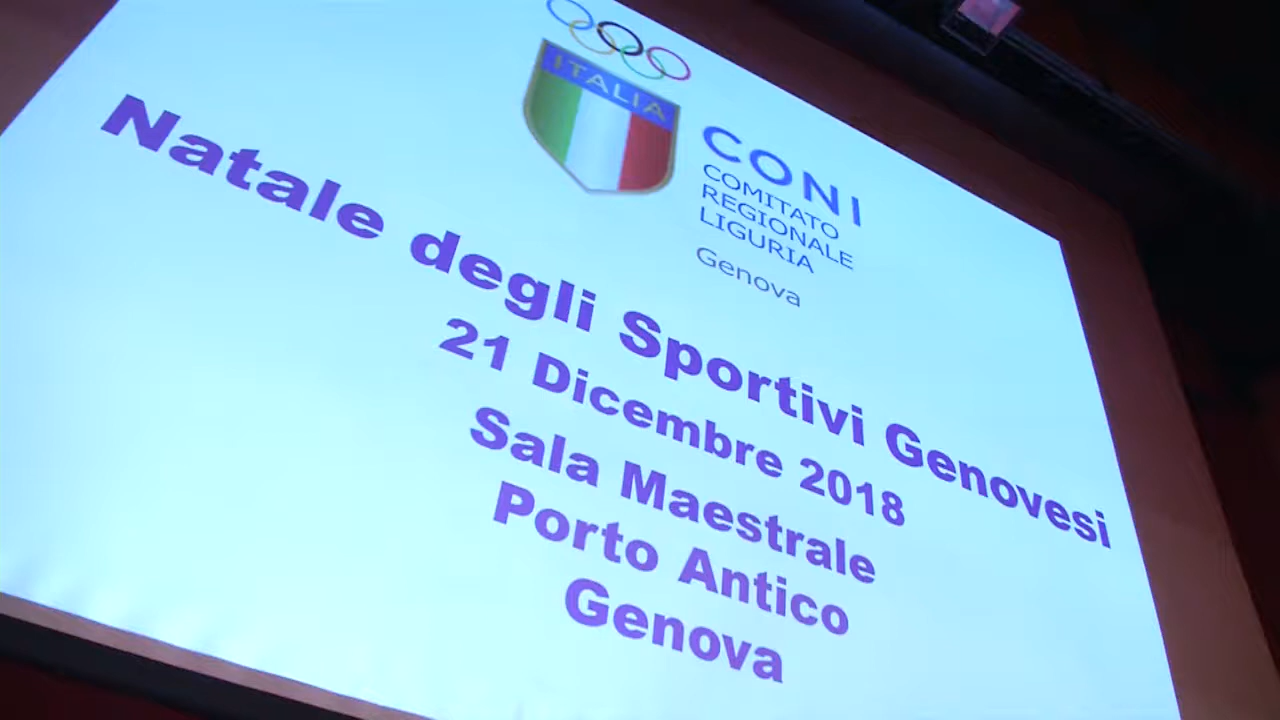 ITALIA
CONI
COMITATO
REGIONALE
LIGURIA
Genova
Natale degli Sportivi Genovesi
21 Dicembre 2018
Sala Maestrale
Porto Antico
Genova